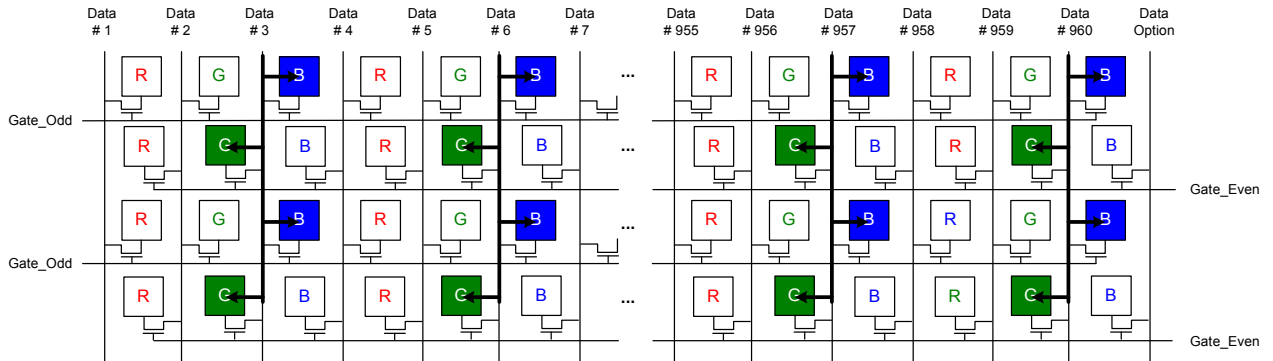 Data # 1 Data # 2 Data # 3 Data # 4 Data # 5 Data # 6 Data # 7 Data # 955 Data # 956 Data # 957 Data # 958 Data # 959 Data # 960 Data Option
R G B R G B ... R G B R G B
Gate_Odd
R G B R G B ... R G B R G B
Gate_Even
R G B R G B ... R G B R G B
Gate_Odd
R G B R G B ... R G B R G B
Gate_Even